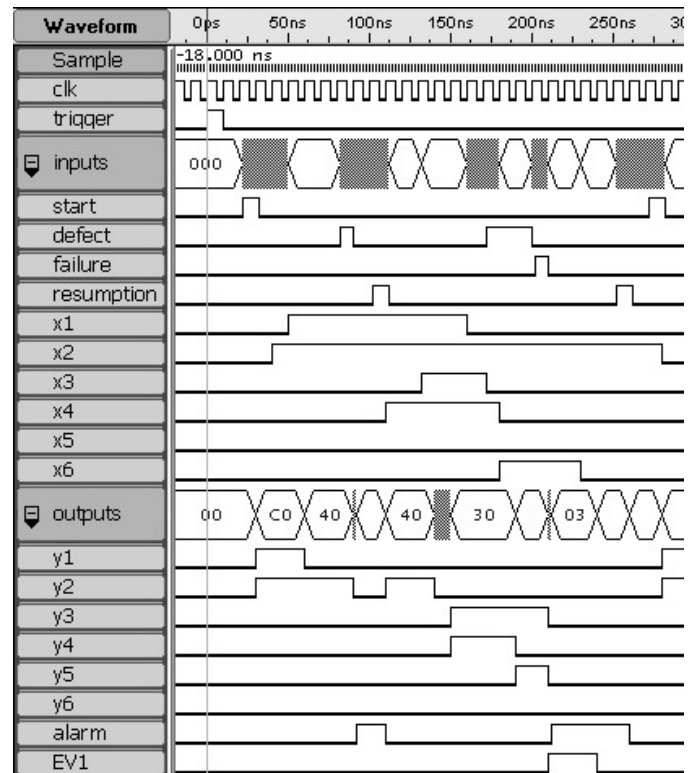 Waveform 0ps 50ns 100ns 150ns 200ns 250ns 30
Sample -18.000 ns
clk
trigger
inputs 000
start
defect
failure
resumption
x1
x2
x3
x4
x5
x6
outputs 00 C0 40 40 30 03
y1
y2
y3
y4
y5
y6
alarm
EV1